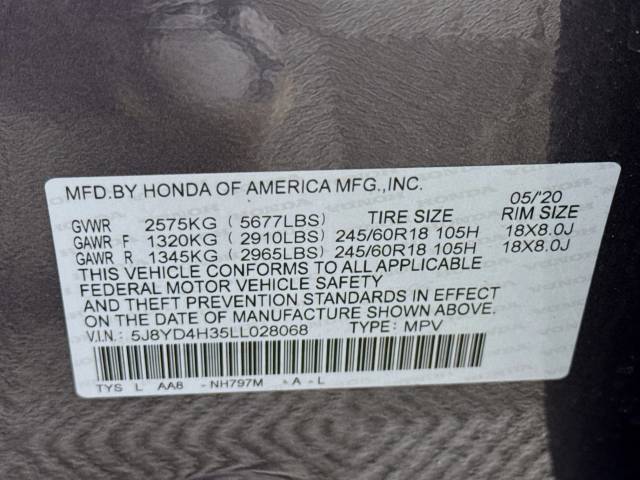 MFD.BY HONDA OF AMERICA MFG.,INC.
05/'20
GVWR 2575KG (5677LBS) TIRE SIZE RIM SIZE
GAWR F 1320KG (2910LBS) 245/60R18 105H 18X8.0J
GAWR R 1345KG (2965LBS) 245/60R18 105H 18X8.0J
THIS VEHICLE CONFORMS TO ALL APPLICABLE
FEDERAL MOTOR VEHICLE SAFETY
AND THEFT PREVENTION STANDARDS IN EFFECT
ON THE DATE OF MANUFACTURE SHOWN ABOVE.
V.I.N.: 5J8YD4H35LL028068 TYPE: MPV
TYS L AA8 -NH797M *A-L